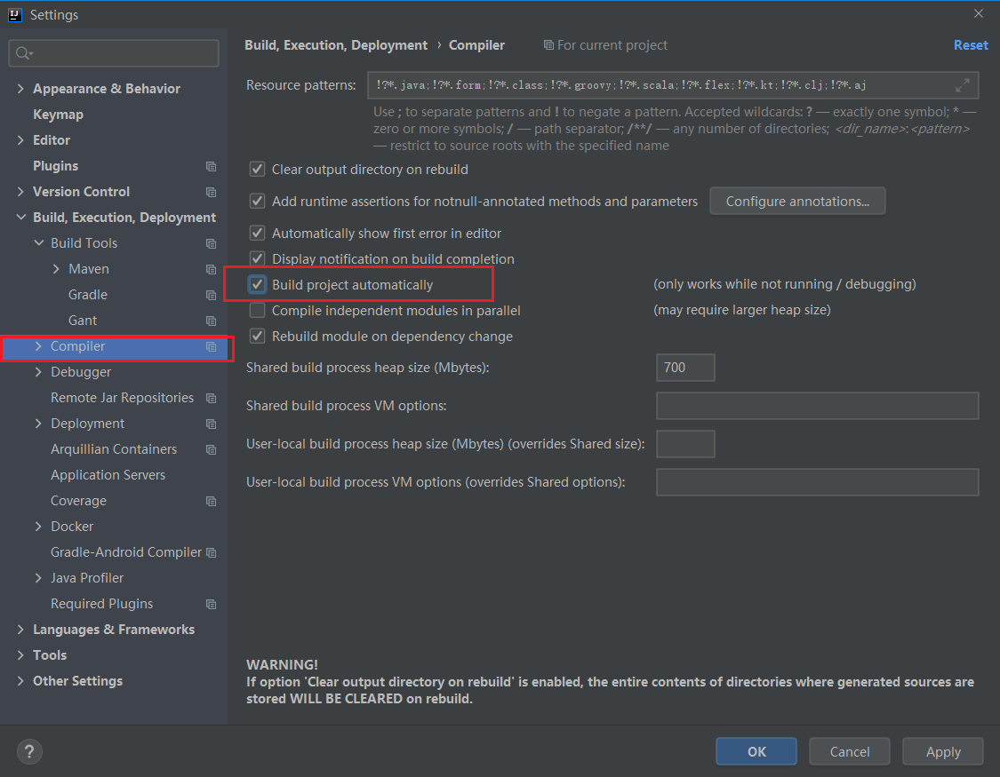 IJ Settings
Appearance & Behavior
Keymap
Editor
Plugins
Version Control
Build, Execution, Deployment
Build Tools
Maven
Gradle
Gant
Compiler
Debugger
Remote Jar Repositories
Deployment
Arquillian Containers
Application Servers
Coverage
Docker
Gradle-Android Compiler
Java Profiler
Required Plugins
Languages & Frameworks
Tools
Other Settings
Build, Execution, Deployment › Compiler For current project Reset
Resource patterns: !?*.java;!?*.form;!?*.class;!?*.groovy;!?*.scala;!?*.flex;!?*.kt;!?*.clj;!?*.aj
Use ; to separate patterns and ! to negate a pattern. Accepted wildcards: ? — exactly one symbol; * —
zero or more symbols; / — path separator; /**/ — any number of directories; <dir_name>:<pattern>
— restrict to source roots with the specified name
Clear output directory on rebuild
Add runtime assertions for notnull-annotated methods and parameters Configure annotations...
Automatically show first error in editor
Display notification on build completion
Build project automatically (only works while not running / debugging)
Compile independent modules in parallel (may require larger heap size)
Rebuild module on dependency change
Shared build process heap size (Mbytes): 700
Shared build process VM options:
User-local build process heap size (Mbytes) (overrides Shared size):
User-local build process VM options (overrides Shared options):
WARNING!
If option 'Clear output directory on rebuild' is enabled, the entire contents of directories where generated sources are
stored WILL BE CLEARED on rebuild.
? OK Cancel Apply